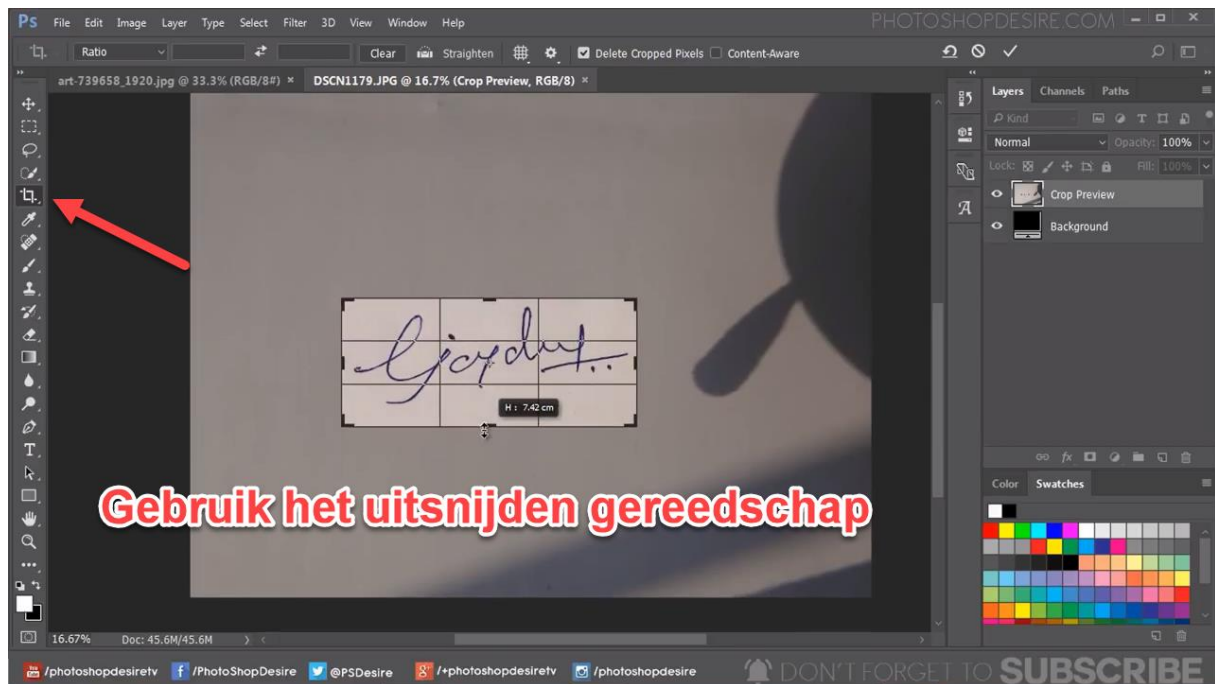 Ps File Edit Image Layer Type Select Filter 3D View Window Help
PHOTOSHOPDESIRE.COM
Ratio Clear Straighten Delete Cropped Pixels Content-Aware
art-739658_1920.jpg @ 33.3% (RGB/8#) × DSCN1179.JPG @ 16.7% (Crop Preview, RGB/8) ×
Layers Channels Paths
Kind
Normal Opacity: 100%
Lock: Fill: 100%
Crop Preview
Background
H : 7.42 cm
Gebruik het uitsnijden gereedschap
Color Swatches
16.67% Doc: 45.6M/45.6M
/photoshopdesiretv /PhotoShopDesire @PSDesire /+photoshopdesiretv /photoshopdesire
DON'T FORGET TO SUBSCRIBE